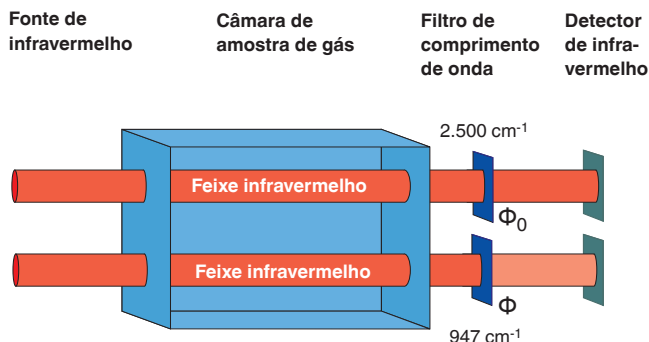 Fonte de
infravermelho
Câmara de
amostra de gás
Filtro de
comprimento
de onda
Detector
de infra-
vermelho
2.500 cm⁻¹
Feixe infravermelho
Φ₀
Feixe infravermelho
Φ
947 cm⁻¹